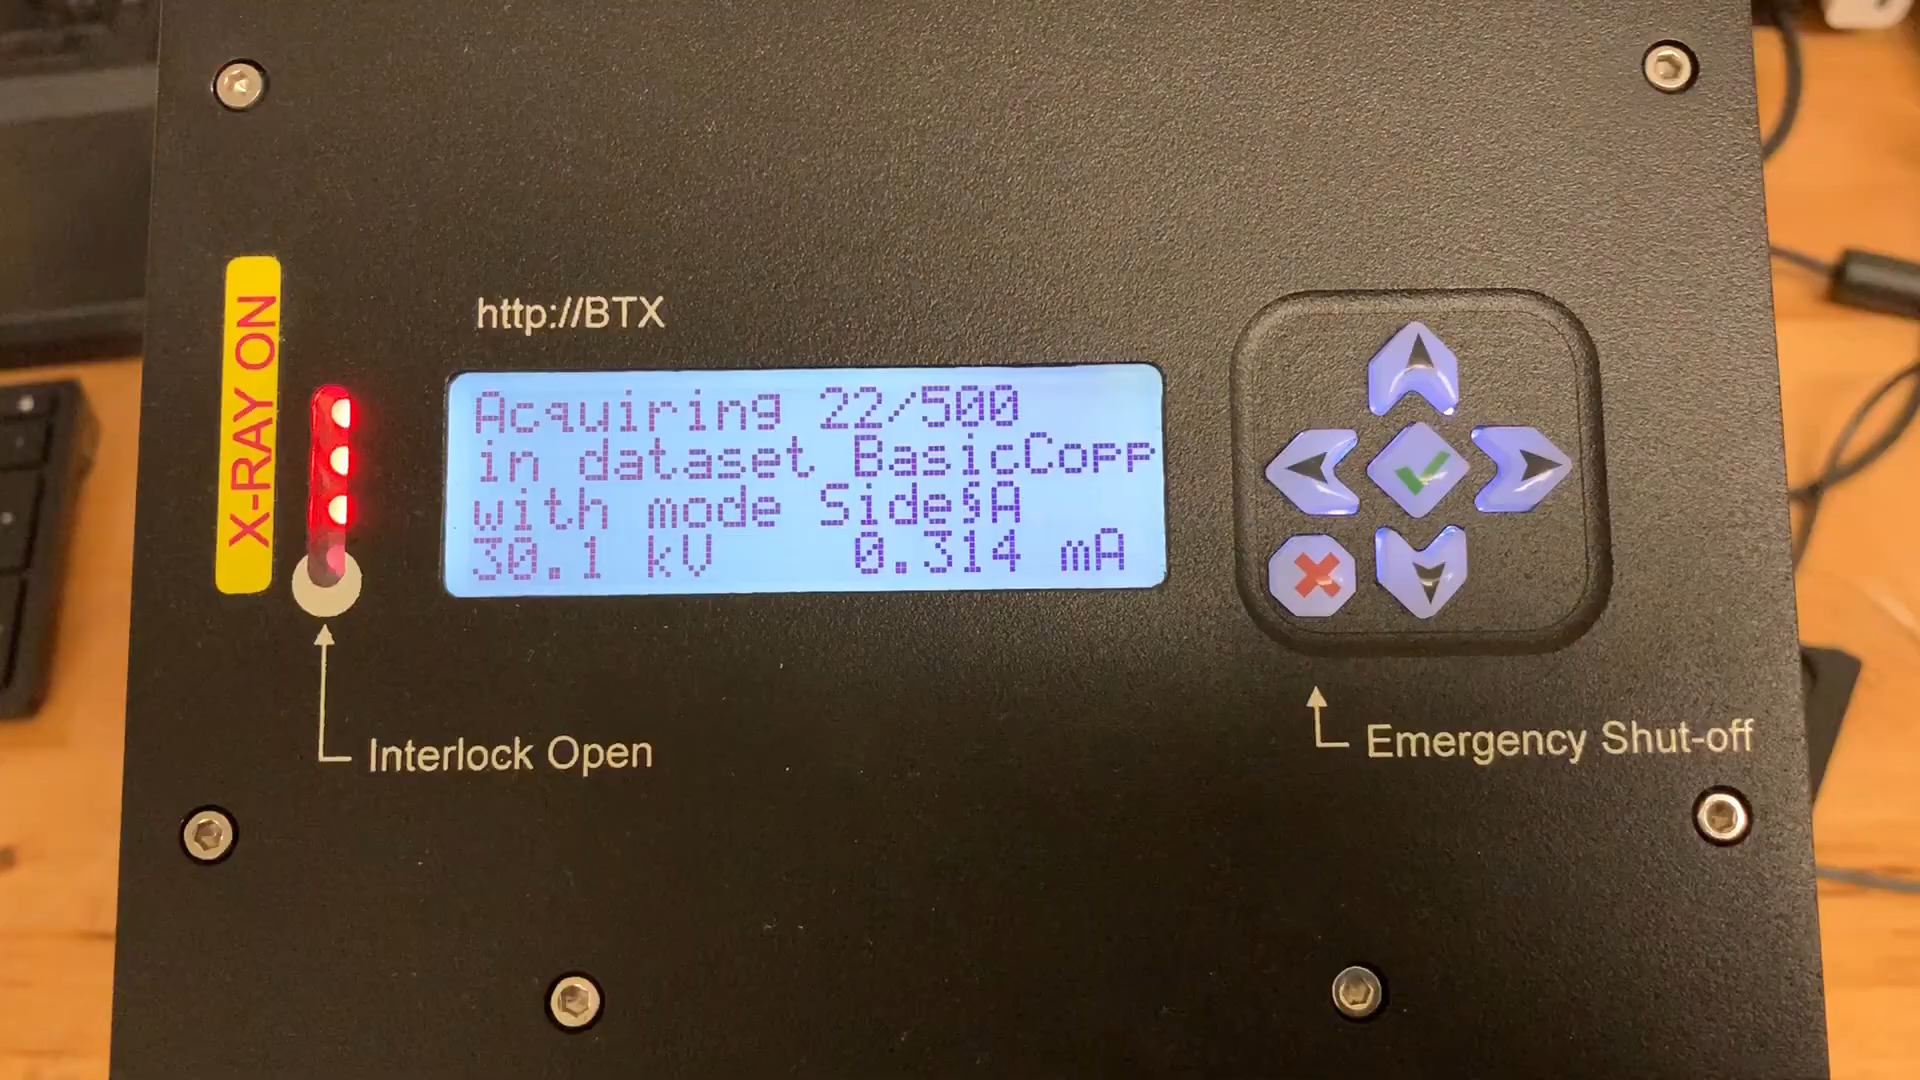 http://BTX
X-RAY ON
Acquiring 22/500
in dataset BasicCopp
with mode Side§A
30.1 kV 0.314 mA
Interlock Open
Emergency Shut-off